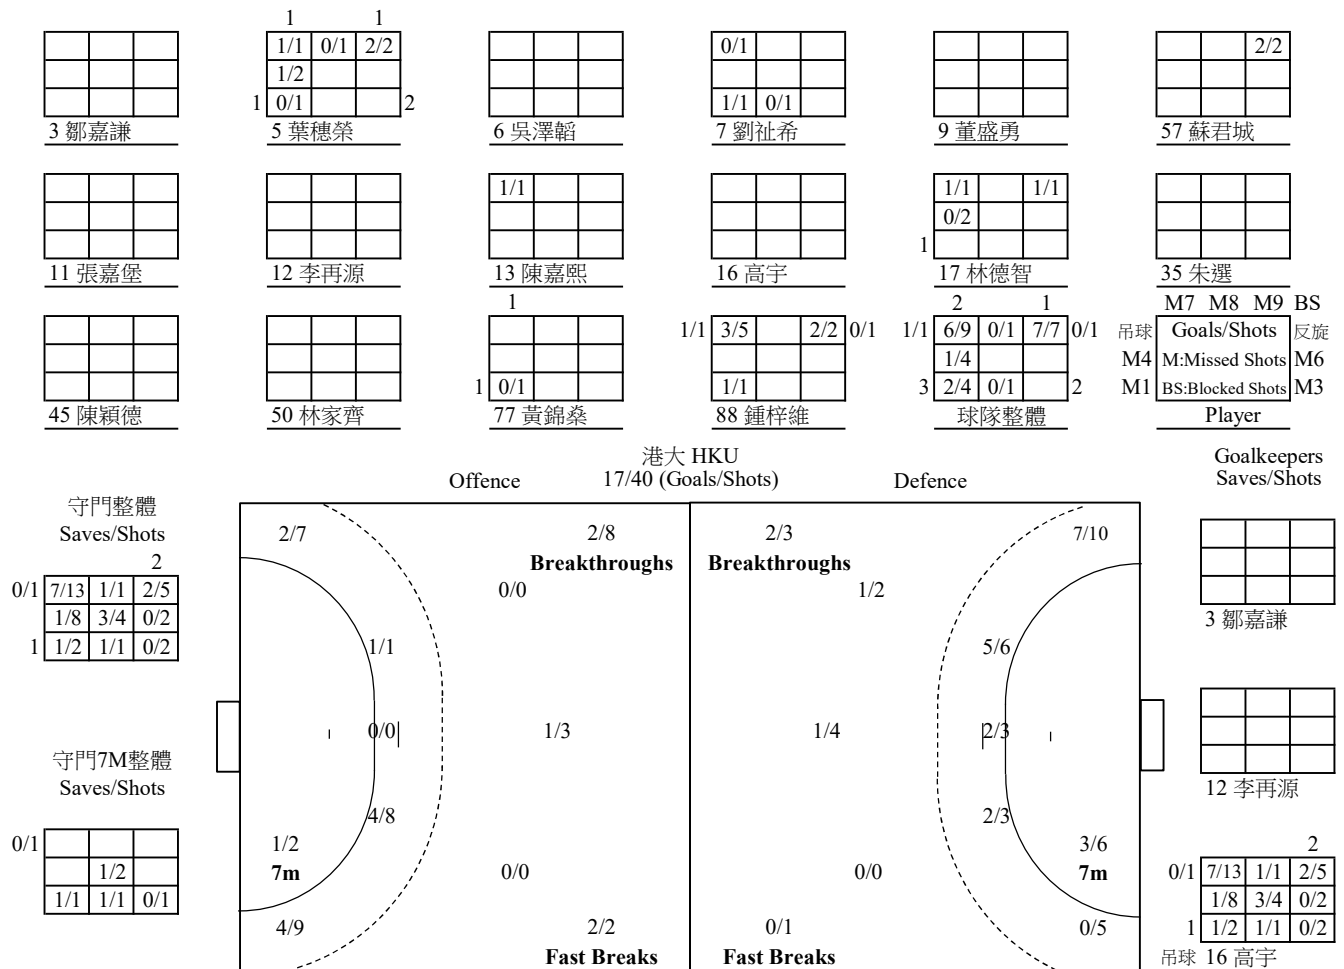 1 1
1/1 0/1 2/2 0/1 2/2
1/2
1 0/1 2 1/1 0/1
3 鄒嘉謙 5 葉穗榮 6 吳澤韜 7 劉祉希 9 董盛勇 57 蘇君城
1/1 1/1 1/1
0/2
1
11 張嘉堡 12 李再源 13 陳嘉熙 16 高宇 17 林德智 35 朱選
1 2 1 M7 M8 M9 BS
1/1 3/5 2/2 0/1 1/1 6/9 0/1 7/7 0/1 吊球 Goals/Shots 反旋
1/4 M4 M:Missed Shots M6
1 0/1 1/1 3 2/4 0/1 2 M1 BS:Blocked Shots M3
45 陳穎德 50 林家齊 77 黃錦燊 88 鍾梓維 球隊整體 Player
港大 HKU
Offence 17/40 (Goals/Shots) Defence
Goalkeepers
Saves/Shots
守門整體
Saves/Shots
2
0/1 7/13 1/1 2/5
1/8 3/4 0/2
1 1/2 1/1 0/2
守門7M整體
Saves/Shots
0/1
1/2
1/1 1/1 0/1
2/7 2/8
Breakthroughs
0/0
1/1
0/0 1/3
4/8
1/2
7m
0/0
4/9 2/2
Fast Breaks
2/3 7/10
Breakthroughs
1/2
5/6
1/4 2/3
2/3
3/6
7m
0/0
0/1 0/5
Fast Breaks
3 鄒嘉謙
12 李再源
2
0/1 7/13 1/1 2/5
1/8 3/4 0/2
1 1/2 1/1 0/2
吊球 16 高宇